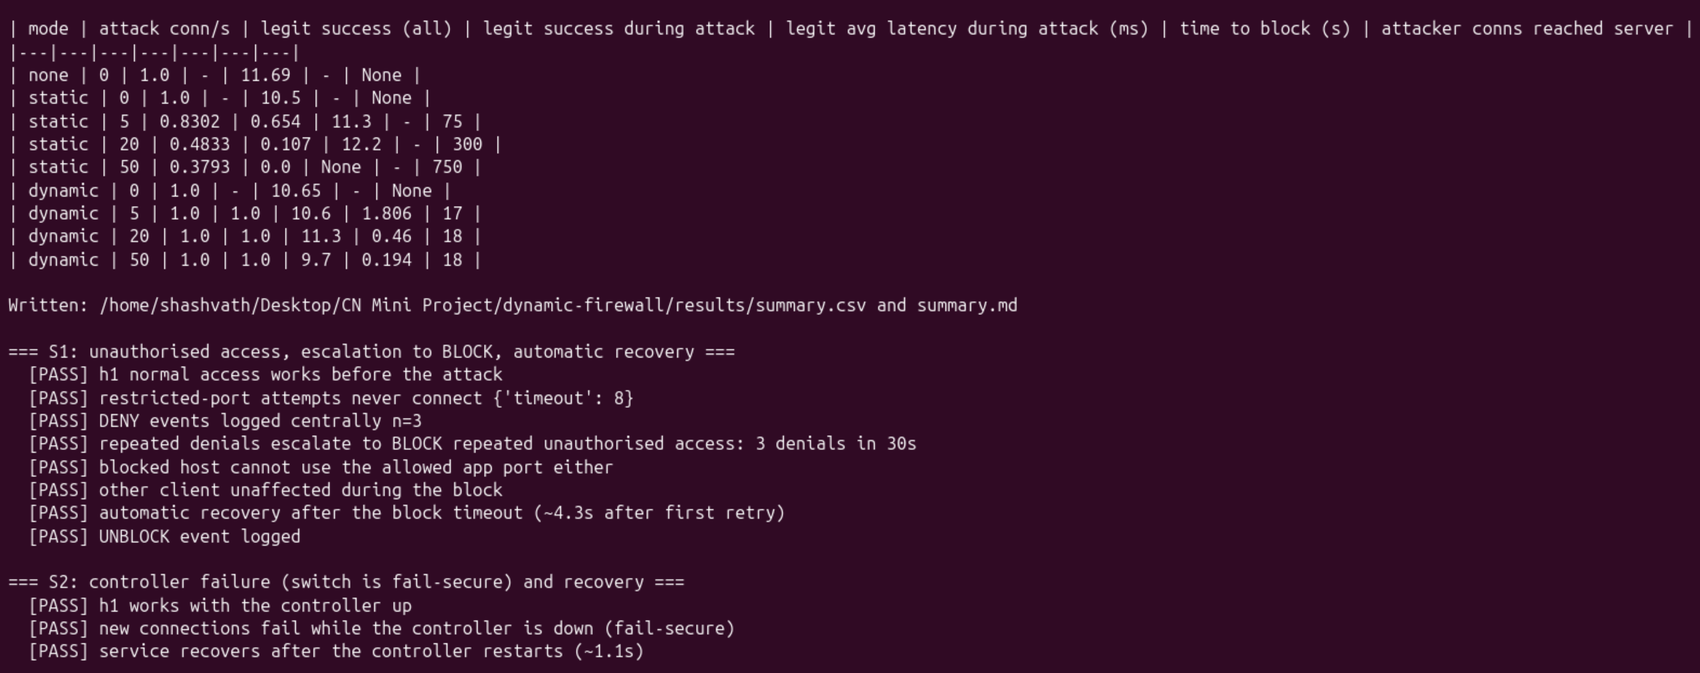 | mode | attack conn/s | legit success (all) | legit success during attack | legit avg latency during attack (ms) | time to block (s) | attacker conns reached server |
|---|---|---|---|---|---|---|
| none | 0 | 1.0 | - | 11.69 | - | None |
| static | 0 | 1.0 | - | 10.5 | - | None |
| static | 5 | 0.8302 | 0.654 | 11.3 | - | 75 |
| static | 20 | 0.4833 | 0.107 | 12.2 | - | 300 |
| static | 50 | 0.3793 | 0.0 | None | - | 750 |
| dynamic | 0 | 1.0 | - | 10.65 | - | None |
| dynamic | 5 | 1.0 | 1.0 | 10.6 | 1.806 | 17 |
| dynamic | 20 | 1.0 | 1.0 | 11.3 | 0.46 | 18 |
| dynamic | 50 | 1.0 | 1.0 | 9.7 | 0.194 | 18 |
Written: /home/shashvath/Desktop/CN Mini Project/dynamic-firewall/results/summary.csv and summary.md
=== S1: unauthorised access, escalation to BLOCK, automatic recovery ===
[PASS] h1 normal access works before the attack
[PASS] restricted-port attempts never connect {'timeout': 8}
[PASS] DENY events logged centrally n=3
[PASS] repeated denials escalate to BLOCK repeated unauthorised access: 3 denials in 30s
[PASS] blocked host cannot use the allowed app port either
[PASS] other client unaffected during the block
[PASS] automatic recovery after the block timeout (~4.3s after first retry)
[PASS] UNBLOCK event logged
=== S2: controller failure (switch is fail-secure) and recovery ===
[PASS] h1 works with the controller up
[PASS] new connections fail while the controller is down (fail-secure)
[PASS] service recovers after the controller restarts (~1.1s)